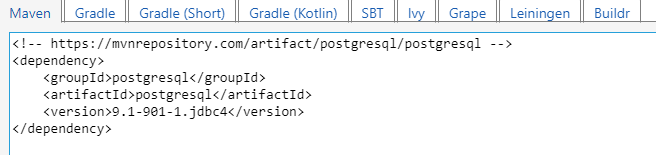 Maven Gradle Gradle (Short) Gradle (Kotlin) SBT Ivy Grape Leiningen Buildr
<!-- https://mvnrepository.com/artifact/postgresql/postgresql -->
<dependency>
    <groupId>postgresql</groupId>
    <artifactId>postgresql</artifactId>
    <version>9.1-901-1.jdbc4</version>
</dependency>